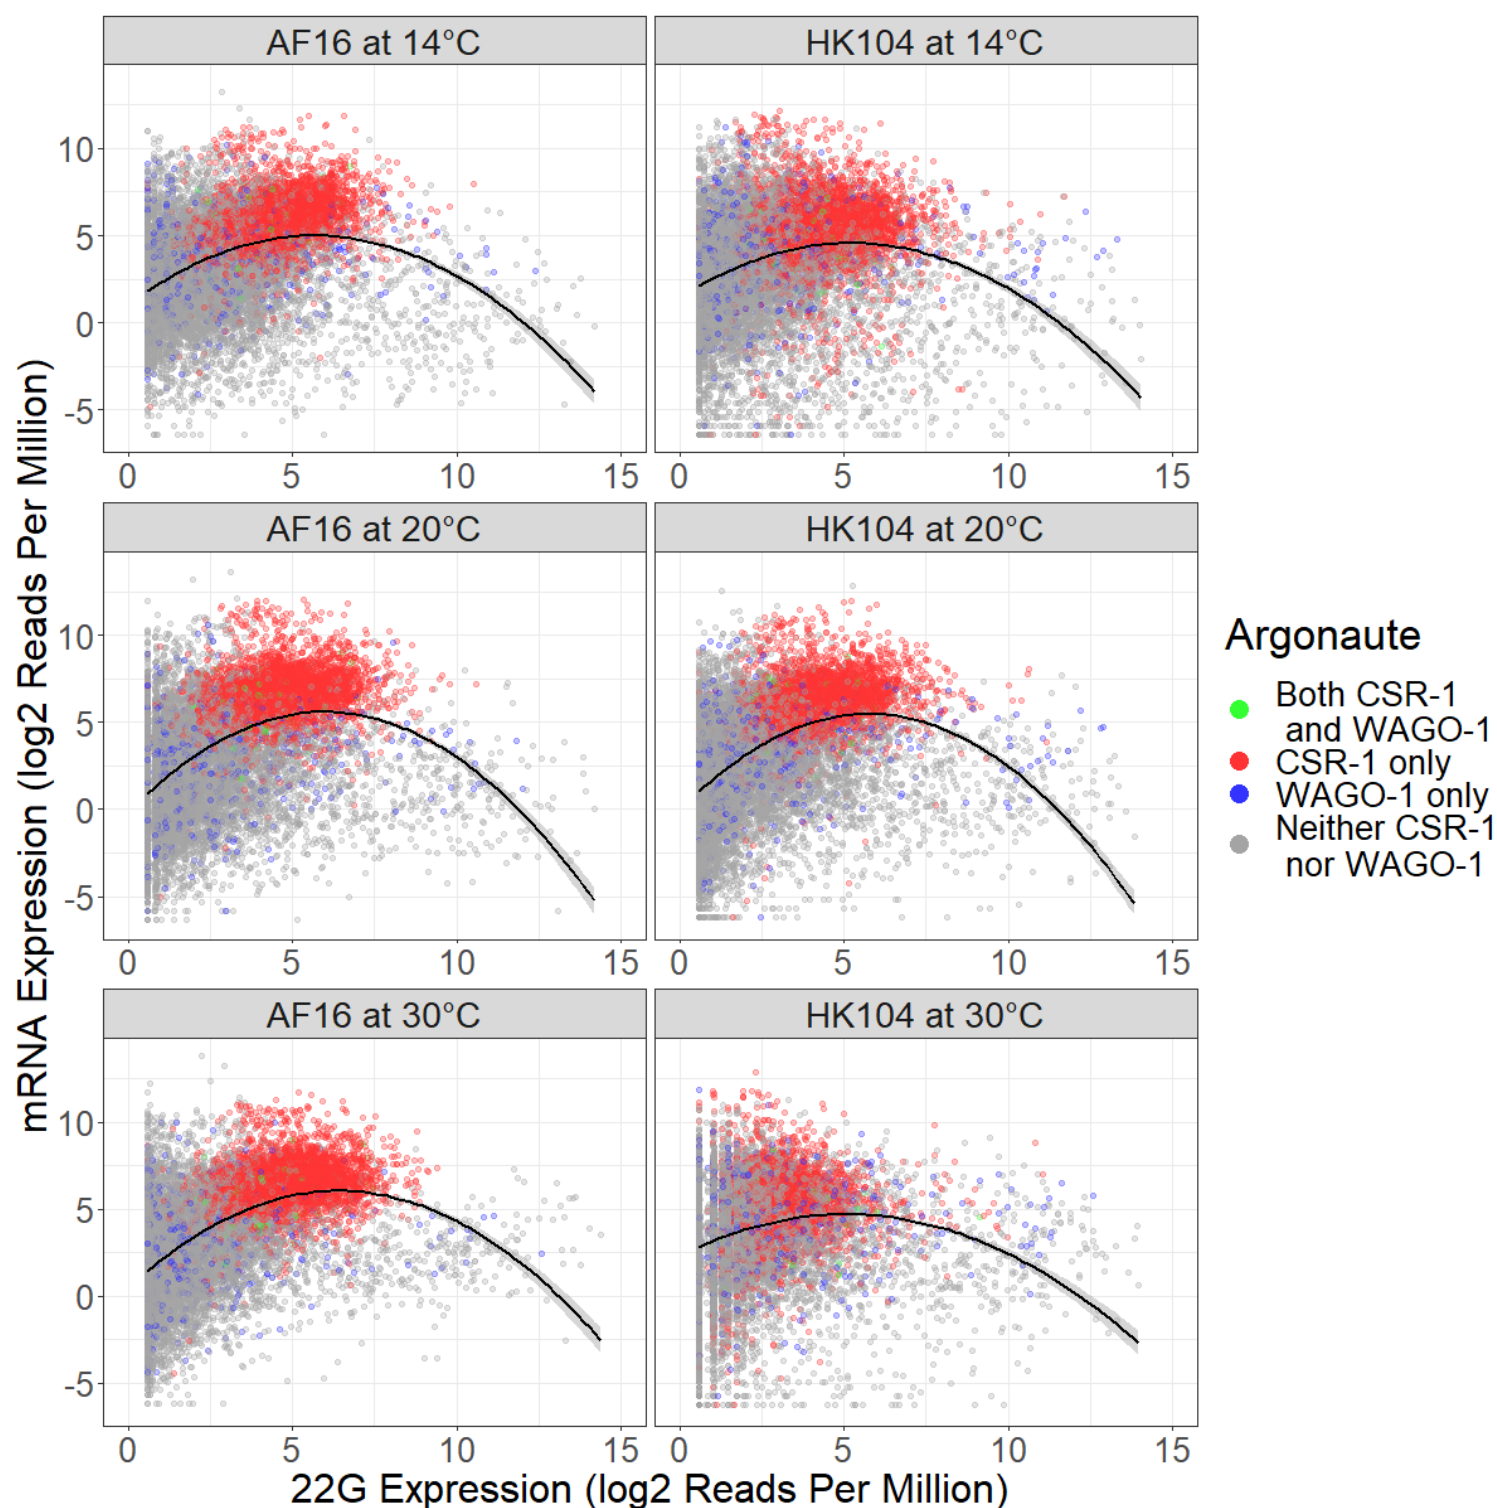 AF16 at 14°C
HK104 at 14°C
10
5
0
-5
0 5 10 15
0 5 10 15
AF16 at 20°C
HK104 at 20°C
10
5
0
-5
0 5 10 15
0 5 10 15
AF16 at 30°C
HK104 at 30°C
10
5
0
-5
0 5 10 15
0 5 10 15
mRNA Expression (log2 Reads Per Million)
22G Expression (log2 Reads Per Million)
Argonaute
Both CSR-1
and WAGO-1
CSR-1 only
WAGO-1 only
Neither CSR-1
nor WAGO-1